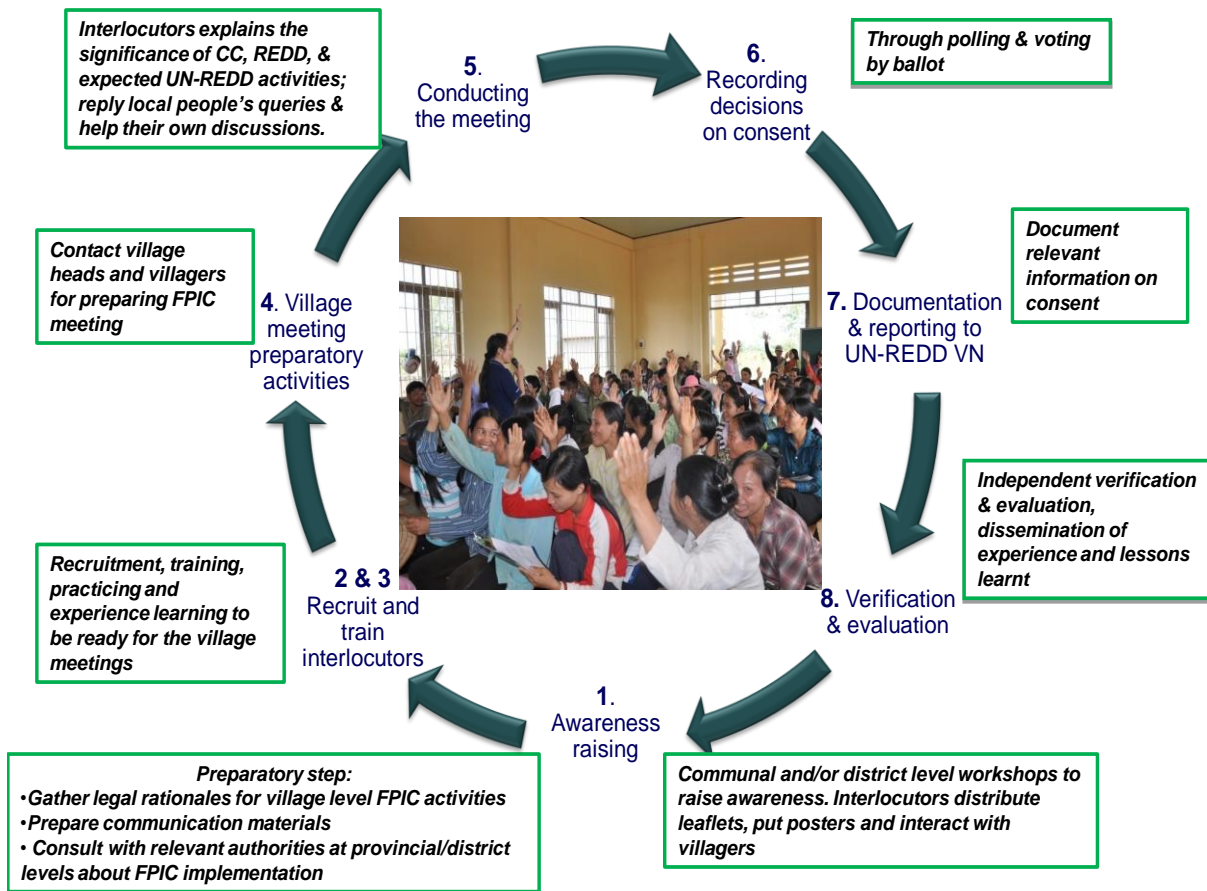 Interlocutors explains the
significance of CC, REDD, &
expected UN-REDD activities;
reply local people's queries &
help their own discussions.
5.
Conducting
the meeting
6.
Recording
decisions
on consent
Through polling & voting
by ballot
Contact village
heads and villagers
for preparing FPIC
meeting
4. Village
meeting
preparatory
activities
7. Documentation
& reporting to
UN-REDD VN
Document
relevant
information on
consent
Recruitment, training,
practicing and
experience learning to
be ready for the village
meetings
2 & 3
Recruit and
train
interlocutors
8. Verification
& evaluation
Independent verification
& evaluation,
dissemination of
experience and lessons
learnt
1.
Awareness
raising
Preparatory step:
•Gather legal rationales for village level FPIC activities
•Prepare communication materials
• Consult with relevant authorities at provincial/district
levels about FPIC implementation
Communal and/or district level workshops to
raise awareness. Interlocutors distribute
leaflets, put posters and interact with
villagers